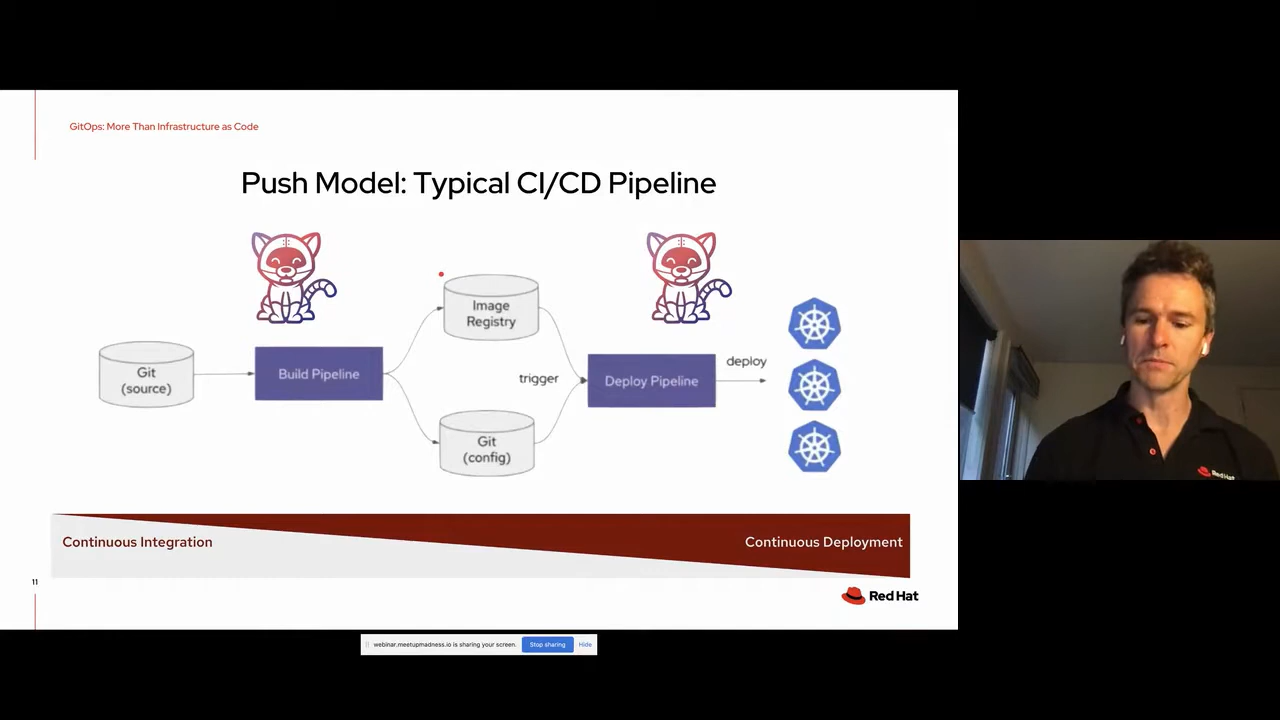 GitOps: More Than Infrastructure as Code
Push Model: Typical CI/CD Pipeline
Image
Registry
Git
(source)
Build Pipeline
trigger
Deploy Pipeline
deploy
Git
(config)
Continuous Integration
Continuous Deployment
11
Red Hat
Red Hat
webinar.meetupmadness.io is sharing your screen.
Stop sharing
Hide